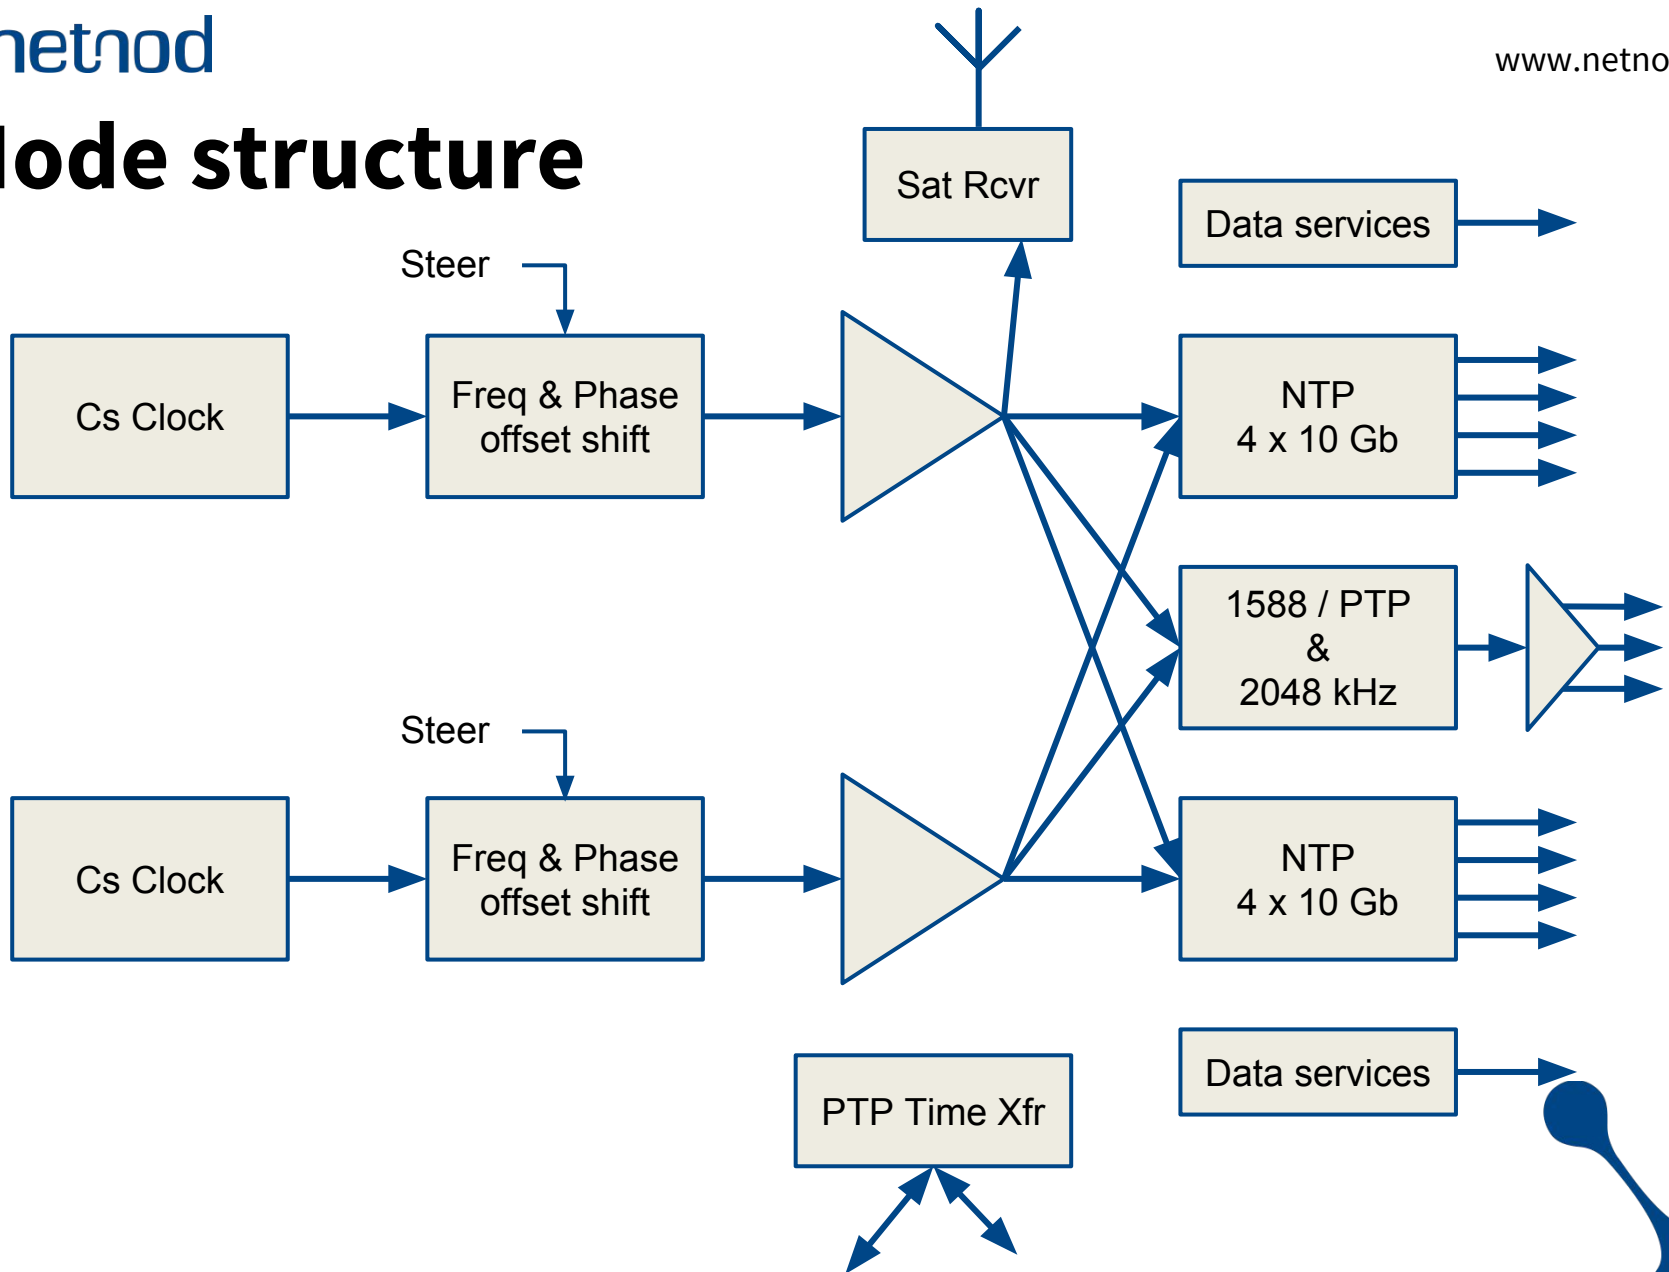 netnod
www.netno
Node structure
Sat Rcvr
Data services
Steer
Cs Clock
Freq & Phase
offset shift
NTP
4 x 10 Gb
1588 / PTP
&
2048 kHz
Steer
Cs Clock
Freq & Phase
offset shift
NTP
4 x 10 Gb
Data services
PTP Time Xfr